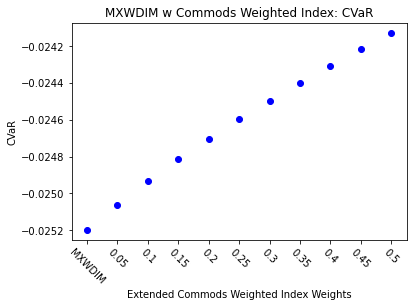 MXWDIM w Commods Weighted Index: CVaR
CVaR
−0.0242
−0.0244
−0.0246
−0.0248
−0.0250
−0.0252
MXWDIM 0.05 0.1 0.15 0.2 0.25 0.3 0.35 0.4 0.45 0.5
Extended Commods Weighted Index Weights